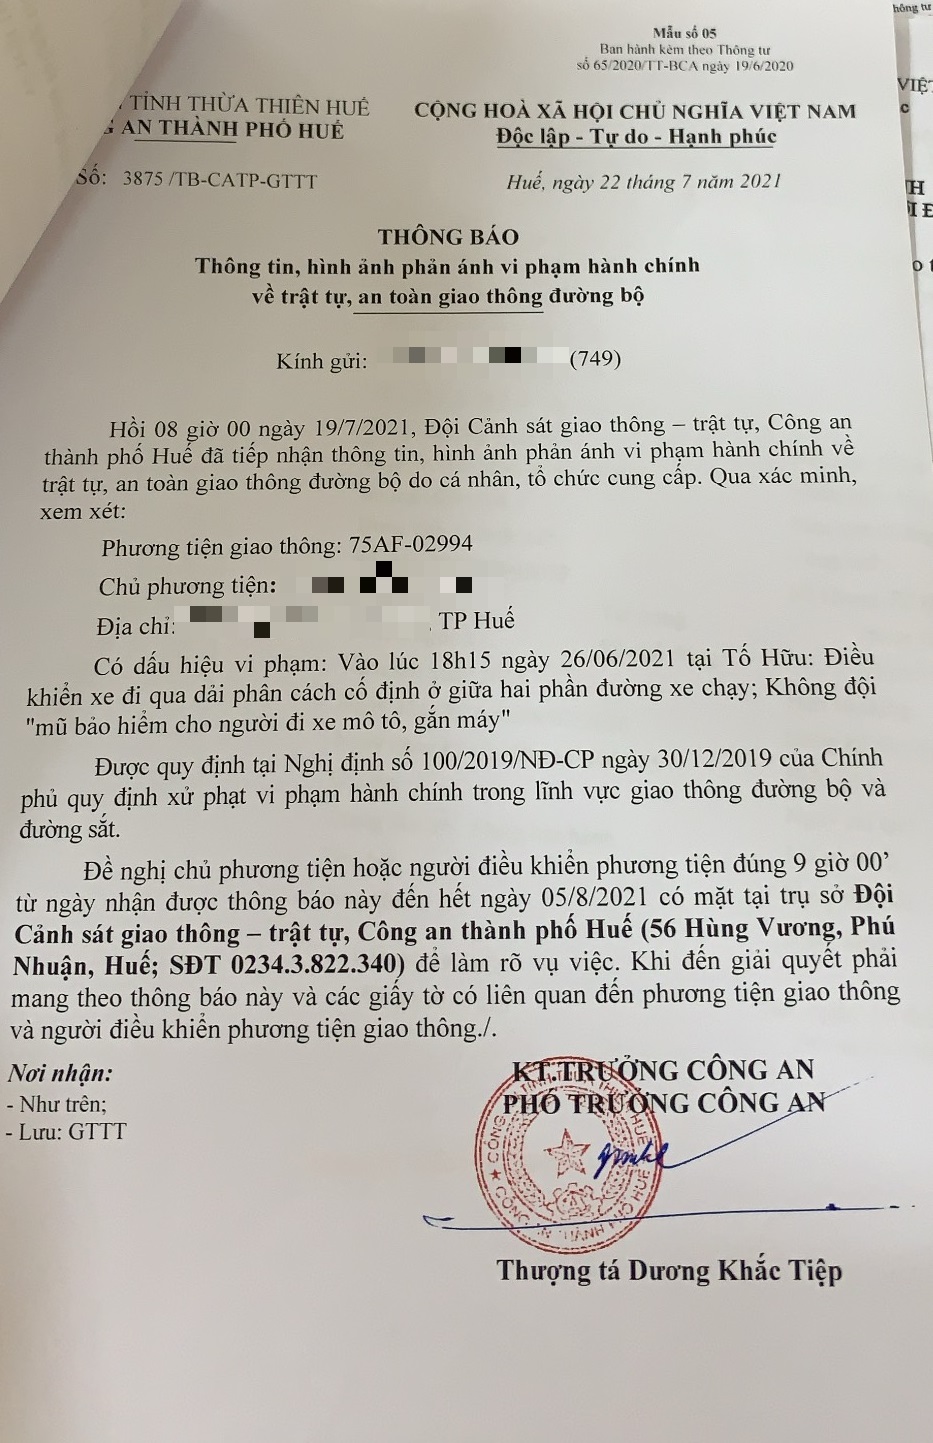 Mẫu số 05
Ban hành kèm theo Thông tư
số 65/2020/TT-BCA ngày 19/6/2020
TỈNH THỪA THIÊN HUẾ
AN THÀNH PHỐ HUẾ
CỘNG HOÀ XÃ HỘI CHỦ NGHĨA VIỆT NAM
Độc lập - Tự do - Hạnh phúc
Số: 3875 /TB-CATP-GTTT
Huế, ngày 22 tháng 7 năm 2021
THÔNG BÁO
Thông tin, hình ảnh phản ánh vi phạm hành chính
về trật tự, an toàn giao thông đường bộ
Kính gửi: (749)
Hồi 08 giờ 00 ngày 19/7/2021, Đội Cảnh sát giao thông – trật tự, Công an
thành phố Huế đã tiếp nhận thông tin, hình ảnh phản ánh vi phạm hành chính về
trật tự, an toàn giao thông đường bộ do cá nhân, tổ chức cung cấp. Qua xác minh,
xem xét:
Phương tiện giao thông: 75AF-02994
Chủ phương tiện:
Địa chỉ: , TP Huế
Có dấu hiệu vi phạm: Vào lúc 18h15 ngày 26/06/2021 tại Tố Hữu: Điều
khiển xe đi qua dải phân cách cố định ở giữa hai phần đường xe chạy; Không đội
"mũ bảo hiểm cho người đi xe mô tô, gắn máy"
Được quy định tại Nghị định số 100/2019/NĐ-CP ngày 30/12/2019 của Chính
phủ quy định xử phạt vi phạm hành chính trong lĩnh vực giao thông đường bộ và
đường sắt.
Đề nghị chủ phương tiện hoặc người điều khiển phương tiện đúng 9 giờ 00’
từ ngày nhận được thông báo này đến hết ngày 05/8/2021 có mặt tại trụ sở Đội
Cảnh sát giao thông – trật tự, Công an thành phố Huế (56 Hùng Vương, Phú
Nhuận, Huế; SĐT 0234.3.822.340) để làm rõ vụ việc. Khi đến giải quyết phải
mang theo thông báo này và các giấy tờ có liên quan đến phương tiện giao thông
và người điều khiển phương tiện giao thông./.
Nơi nhận:
- Như trên;
- Lưu: GTTT
KT.TRƯỞNG CÔNG AN
PHÓ TRƯỞNG CÔNG AN
Thượng tá Dương Khắc Tiệp